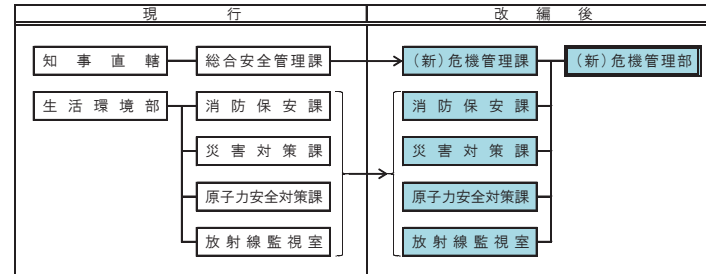 現行 改編後
知事直轄 総合安全管理課 (新)危機管理課 (新)危機管理部
生活環境部 消防保安課 消防保安課
災害対策課 災害対策課
原子力安全対策課 原子力安全対策課
放射線監視室 放射線監視室